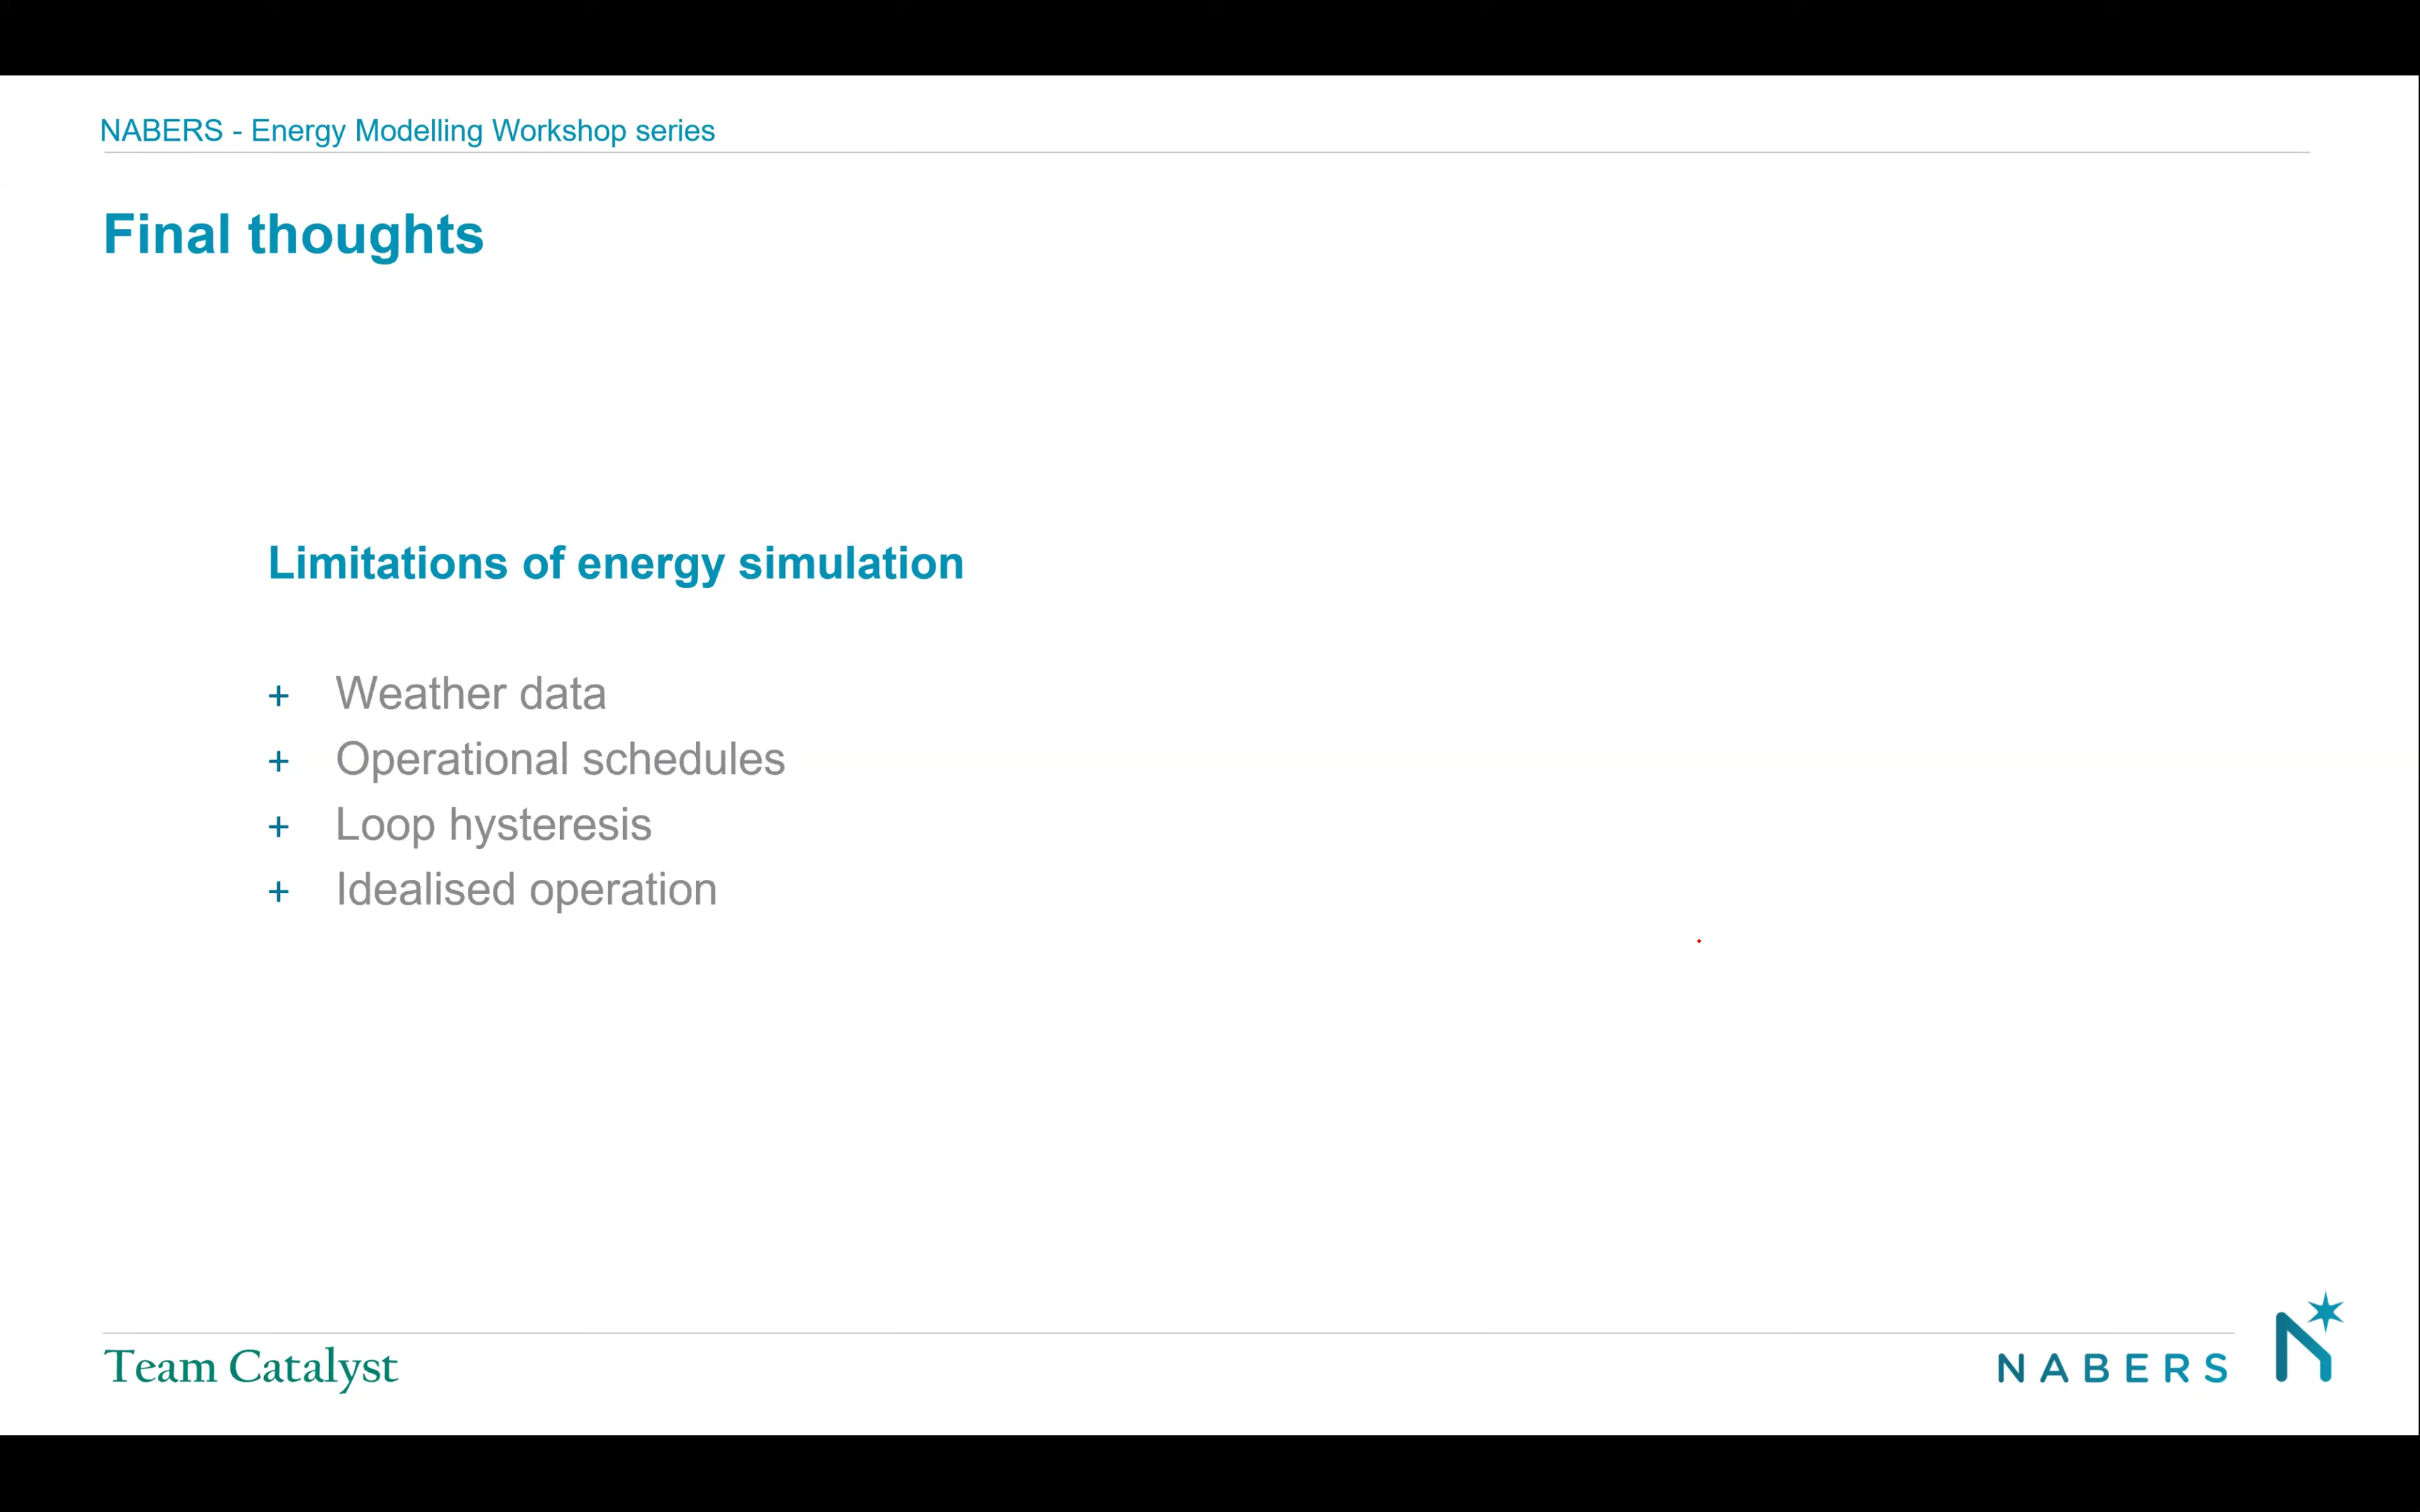 NABERS - Energy Modelling Workshop series
Final thoughts
Limitations of energy simulation
+ Weather data
+ Operational schedules
+ Loop hysteresis
+ Idealised operation
Team Catalyst
NABERS